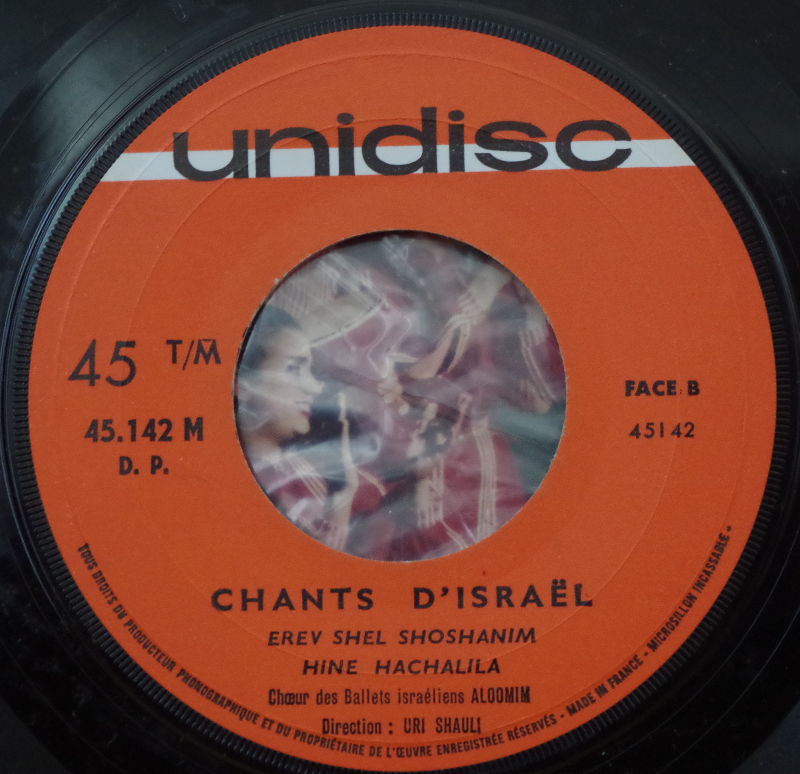 unidisc
45 T/M
45.142 M
D. P.
FACE B
45142
CHANTS D'ISRAËL
EREV SHEL SHOSHANIM
HINE HACHALILA
Chœur des Ballets israéliens ALOOMIM
Direction : URI SHAULI
TOUS DROITS DU PRODUCTEUR PHONOGRAPHIQUE ET DU PROPRIÉTAIRE DE L'ŒUVRE ENREGISTRÉE RÉSERVÉS - MADE IN FRANCE - MICROSILLON INCASSABLE -